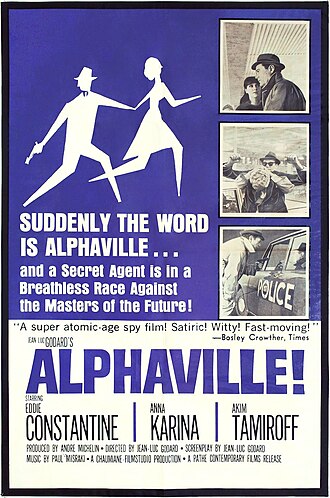 SUDDENLY THE WORD
IS ALPHAVILLE...
and a Secret Agent is in a
Breathless Race Against
the Masters of the Future!
POLICE
"A super atomic-age spy film! Satiric! Witty! Fast-moving!"
—Bosley Crowther, Times
JEAN-LUC GODARD'S
ALPHAVILLE!
STARRING
EDDIE CONSTANTINE
ANNA KARINA
AKIM TAMIROFF
PRODUCED BY ANDRE MICHELIN • DIRECTED BY JEAN-LUC GODARD • SCREENPLAY BY JEAN-LUC GODARD
MUSIC BY PAUL MISRAKI • A CHAUMIANE-FILMSTUDIO PRODUCTION • A PATHE CONTEMPORARY FILMS RELEASE